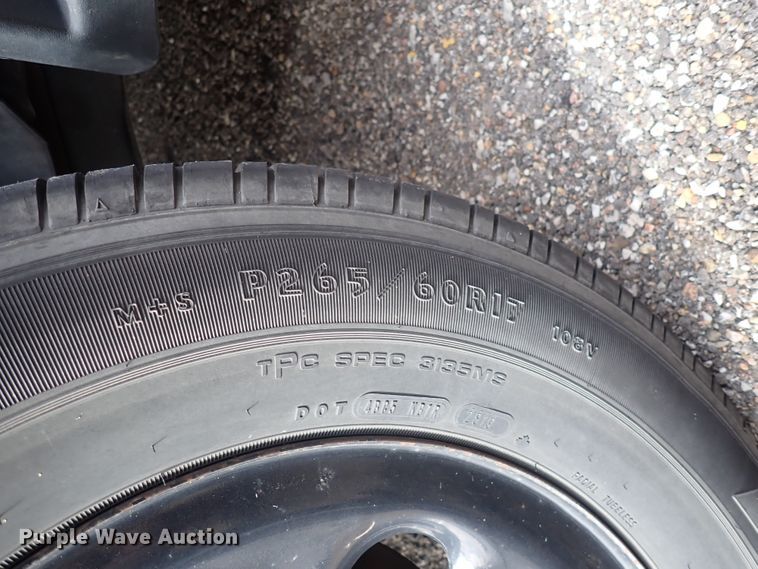 M+S P265/60R17 108V
TPC SPEC 3135MS
DOT
RADIAL TUBELESS
Purple Wave Auction®